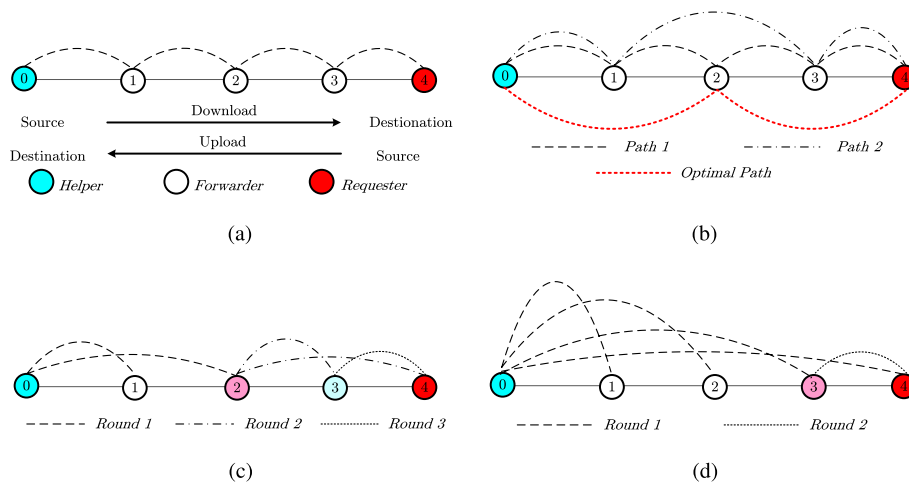 0 1 2 3 4
Download
Source Destionation
Upload
Destination Source
Helper Forwarder Requester
(a)
0 1 2 3 4
Path 1 Path 2
Optimal Path
(b)
0 1 2 3 4
Round 1 Round 2 Round 3
(c)
0 1 2 3 4
Round 1 Round 2
(d)